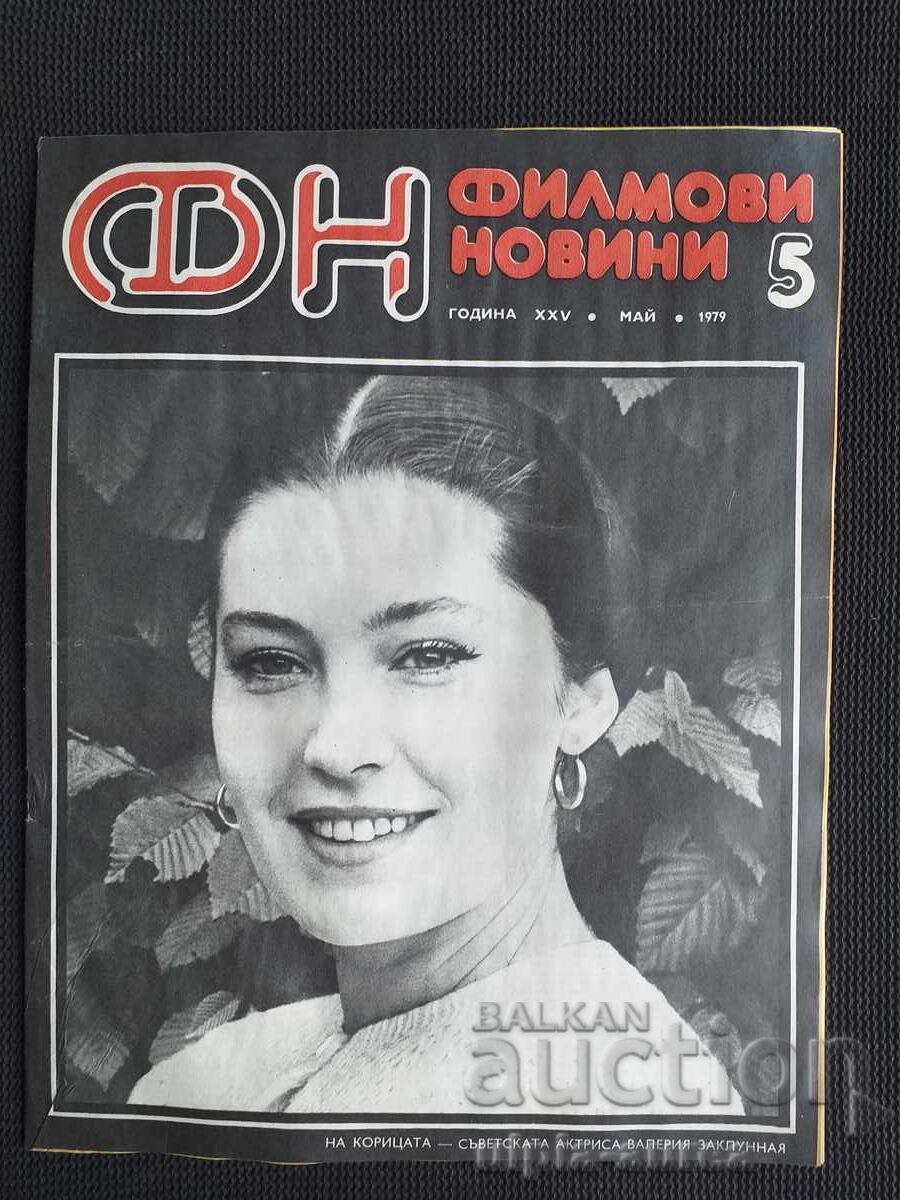 ФН
ФИЛМОВИ
НОВИНИ 5
ГОДИНА XXV • МАЙ • 1979
BALKAN
auction
НА КОРИЦАТА — СЪВЕТСКАТА АКТРИСА ВАЛЕРИЯ ЗАКЛУННАЯ